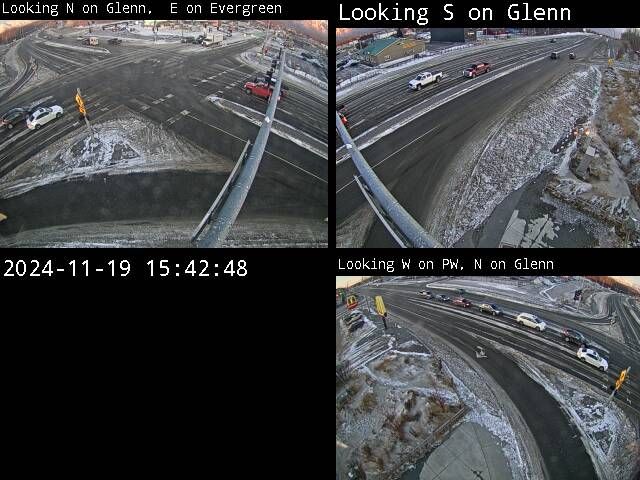 Looking N on Glenn,  E on Evergreen
Looking S on Glenn
2024-11-19 15:42:48
Looking W on PW, N on Glenn